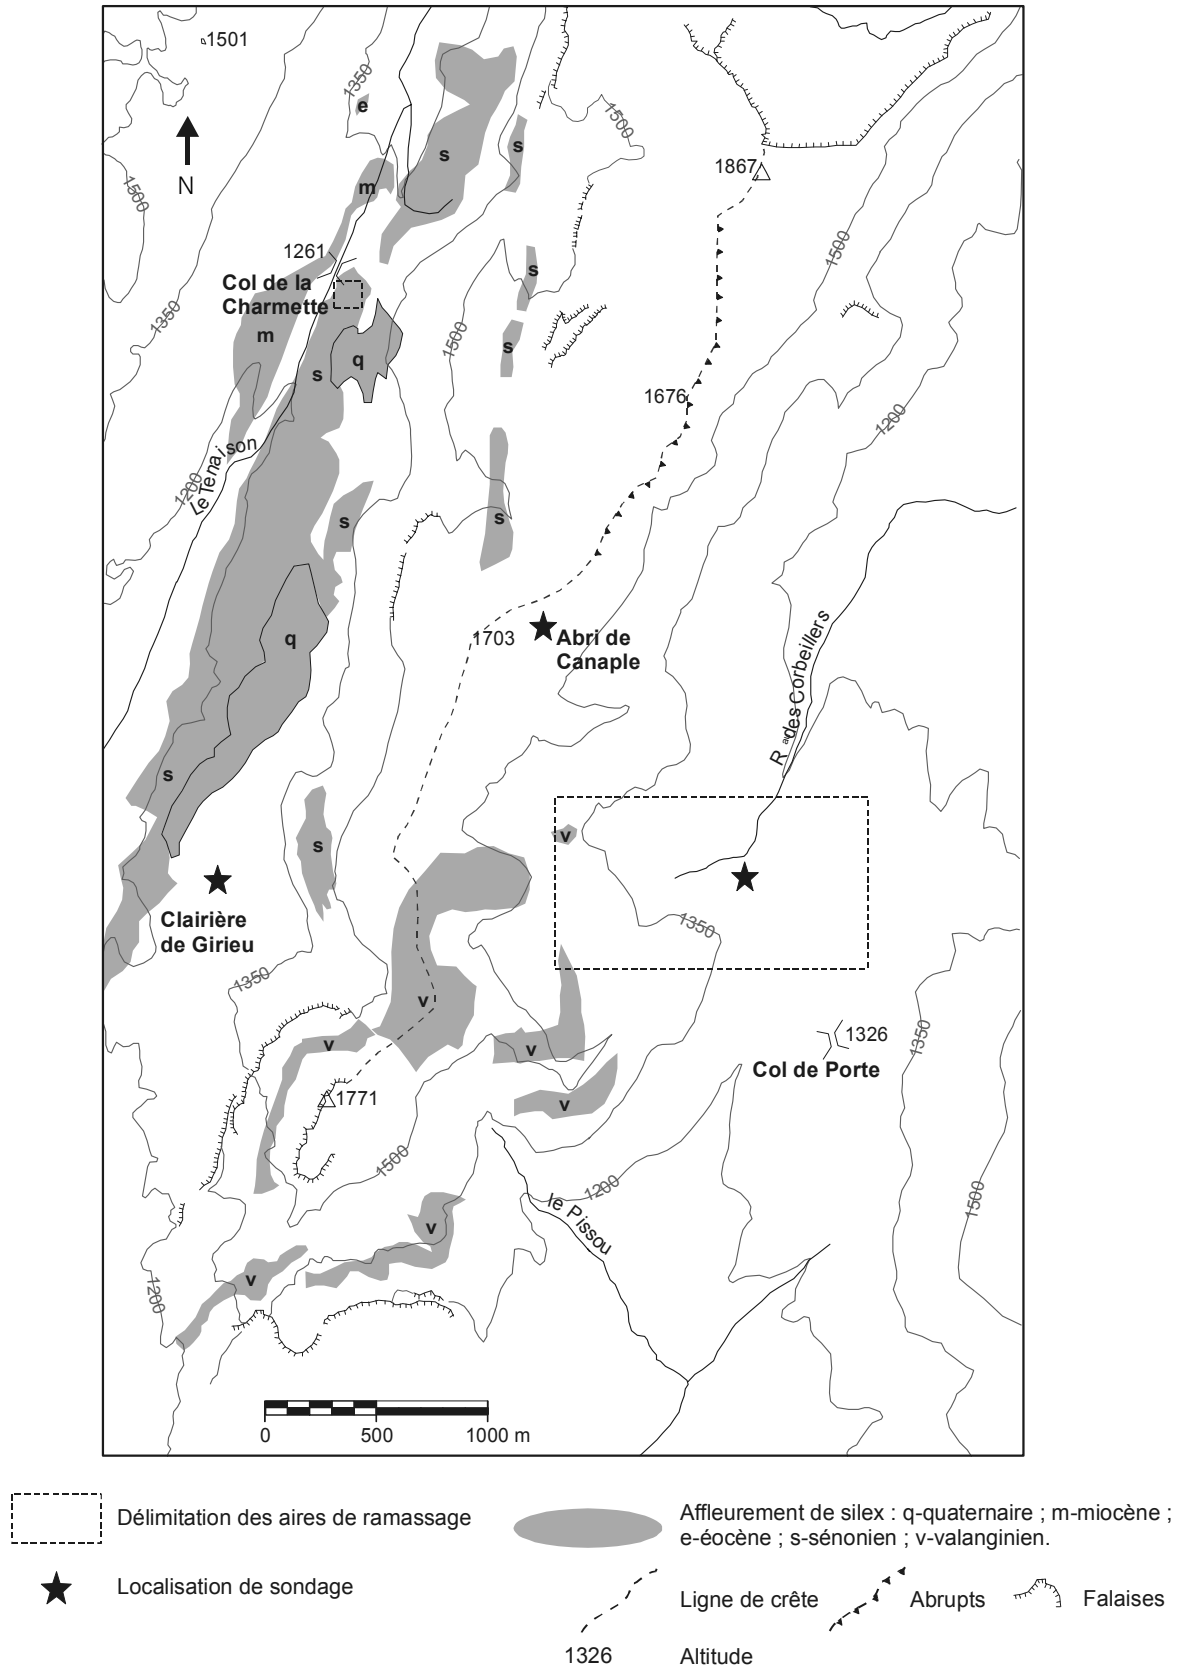 1501
1350
e
1500
s
s
N
1500
m
1867
1261
s
1500
Col de la
Charmette
1350
m
q
s
1500
s
1676
1200
Le Tenaison
1200
s
s
q
1703
Abri de
Canaple
Rau des Corbeillers
s
v
s
Clairière
de Girieu
1350
1350
v
v
v
1326
1350
Col de Porte
v
1771
1500
1200
1500
le Pissou
v
v
1200
0 500 1000 m
Délimitation des aires de ramassage
Affleurement de silex : q-quaternaire ; m-miocène ;
e-éocène ; s-sénonien ; v-valanginien.
Localisation de sondage
Ligne de crête
Abrupts
Falaises
1326
Altitude